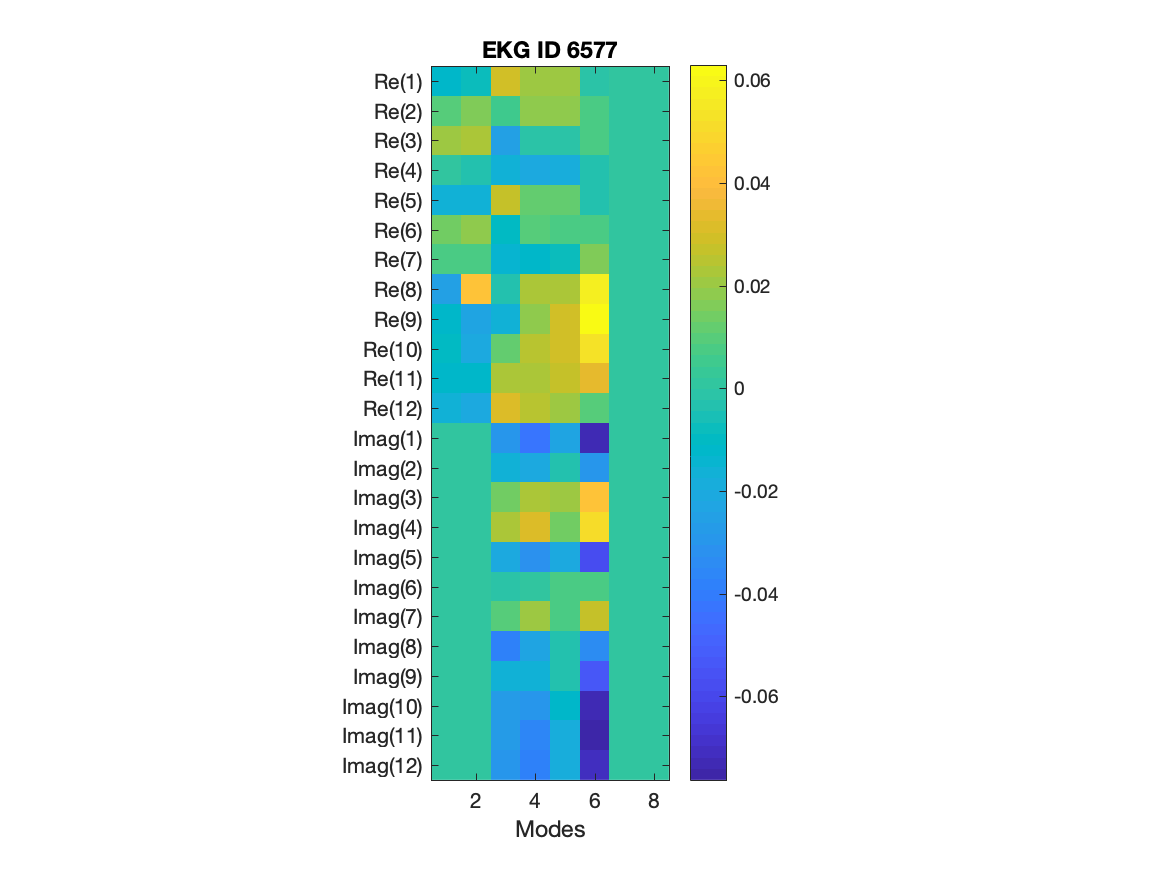 EKG ID 6577
Re(1)
Re(2)
Re(3)
Re(4)
Re(5)
Re(6)
Re(7)
Re(8)
Re(9)
Re(10)
Re(11)
Re(12)
Imag(1)
Imag(2)
Imag(3)
Imag(4)
Imag(5)
Imag(6)
Imag(7)
Imag(8)
Imag(9)
Imag(10)
Imag(11)
Imag(12)
2 4 6 8
Modes
0.06
0.04
0.02
0
-0.02
-0.04
-0.06